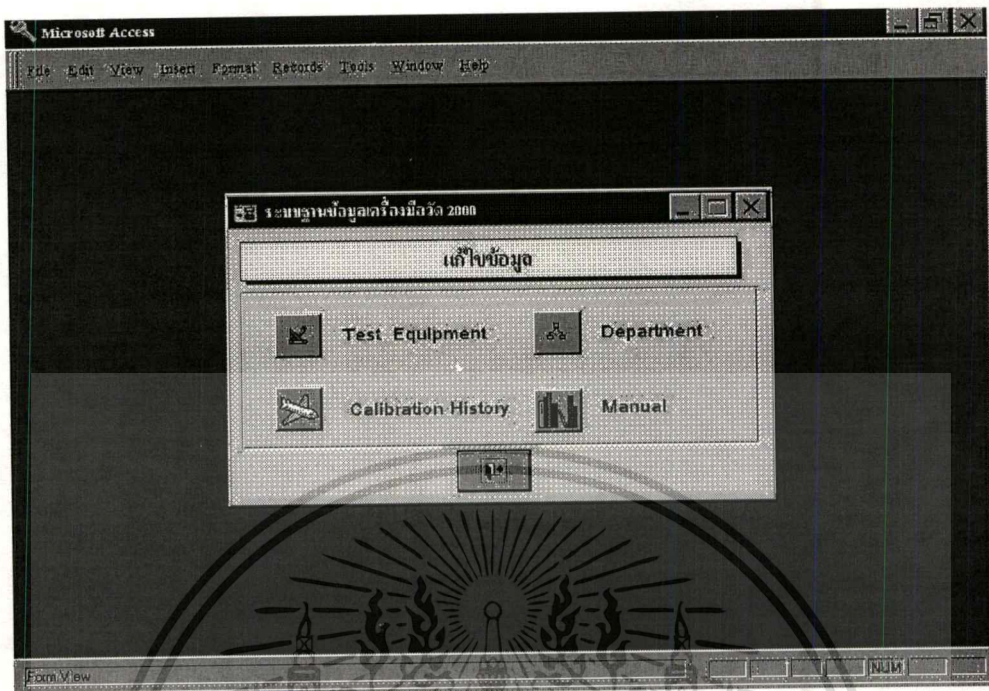 Microsoft Access
File Edit View Insert Format Records Tools Window Help
ระบบฐานข้อมูลเครื่องมือวัด 2000
แก้ไขข้อมูล
Test Equipment
Department
Calibration History
Manual
Form View
NUM